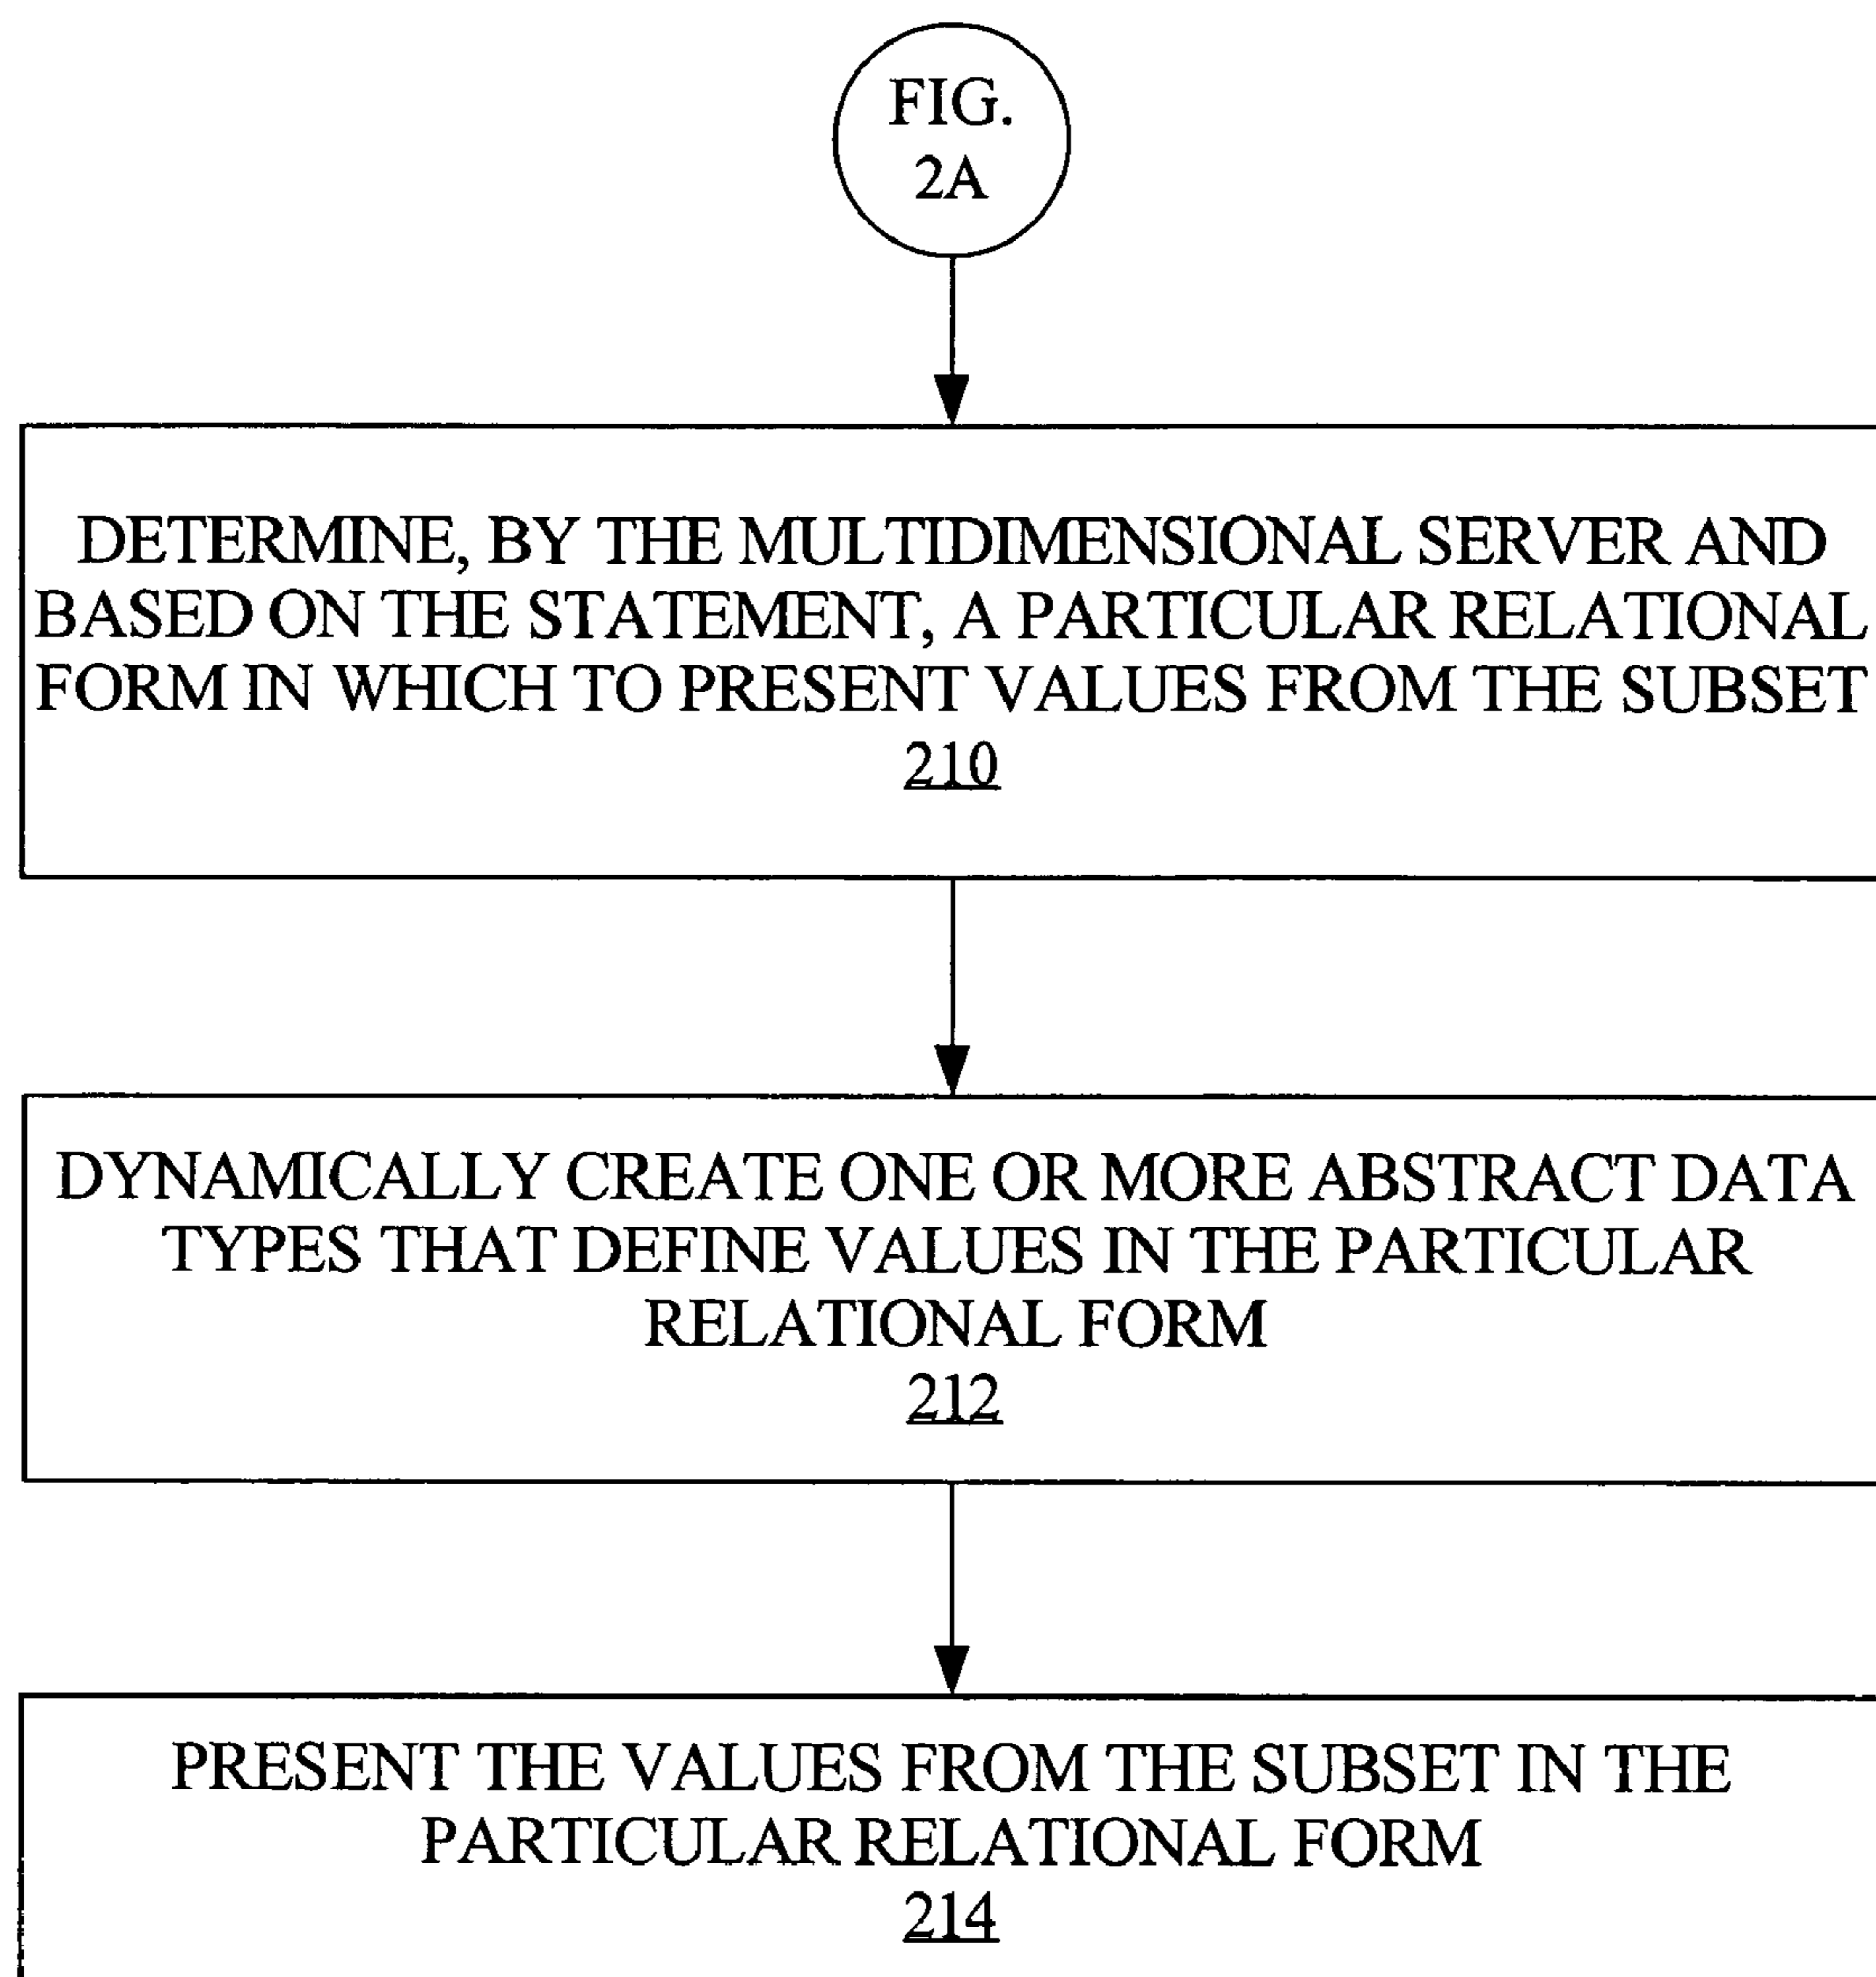 FIG.
2A
DETERMINE, BY THE MULTIDIMENSIONAL SERVER AND
BASED ON THE STATEMENT, A PARTICULAR RELATIONAL
FORM IN WHICH TO PRESENT VALUES FROM THE SUBSET
210
DYNAMICALLY CREATE ONE OR MORE ABSTRACT DATA
TYPES THAT DEFINE VALUES IN THE PARTICULAR
RELATIONAL FORM
212
PRESENT THE VALUES FROM THE SUBSET IN THE
PARTICULAR RELATIONAL FORM
214